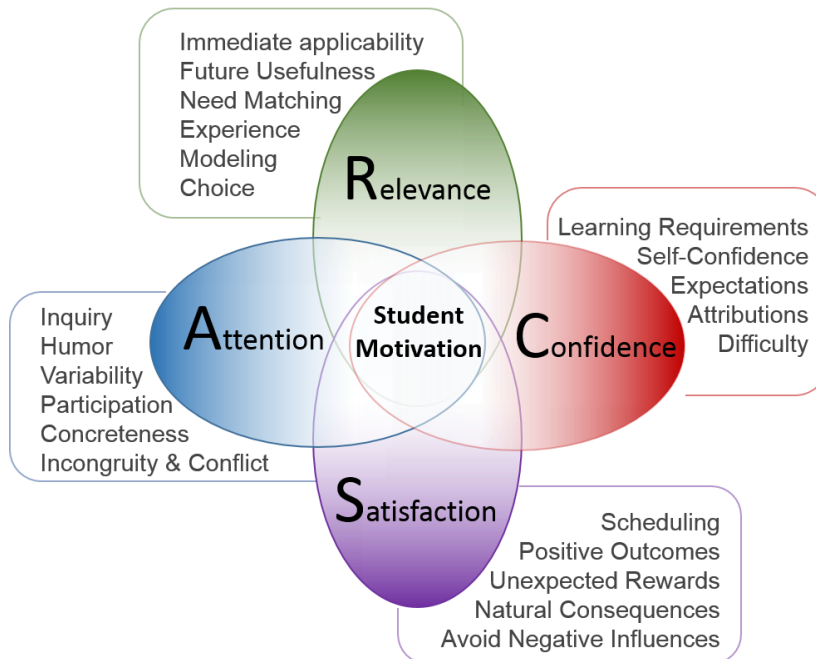 Immediate applicability
Future Usefulness
Need Matching
Experience
Modeling
Choice
Relevance
Learning Requirements
Self-Confidence
Expectations
Attributions
Difficulty
Inquiry
Humor
Variability
Participation
Concreteness
Incongruity & Conflict
Attention
Student
Motivation
Confidence
Satisfaction
Scheduling
Positive Outcomes
Unexpected Rewards
Natural Consequences
Avoid Negative Influences